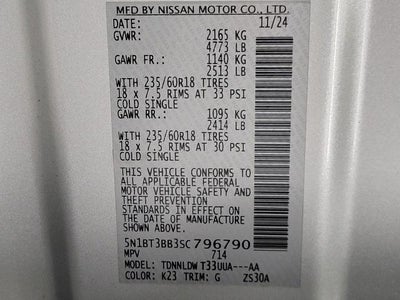 MFD BY NISSAN MOTOR CO., LTD.
DATE: 11/24
GVWR: 2165 KG
4773 LB
GAWR FR.: 1140 KG
2513 LB
WITH 235/60R18 TIRES
18 x 7.5 RIMS AT 33 PSI
COLD SINGLE
GAWR RR.: 1095 KG
2414 LB
WITH 235/60R18 TIRES
18 x 7.5 RIMS AT 30 PSI
COLD SINGLE
THIS VEHICLE CONFORMS
TO ALL APPLICABLE FEDERAL
MOTOR VEHICLE SAFETY AND
THEFT PREVENTION
STANDARDS IN EFFECT ON
THE DATE OF MANUFACTURE
SHOWN ABOVE.
5N1BT3BB3SC796790
MPV 714
MODEL: TDNNLDW T33UUA---AA
COLOR: K23 TRIM: G ZS30A